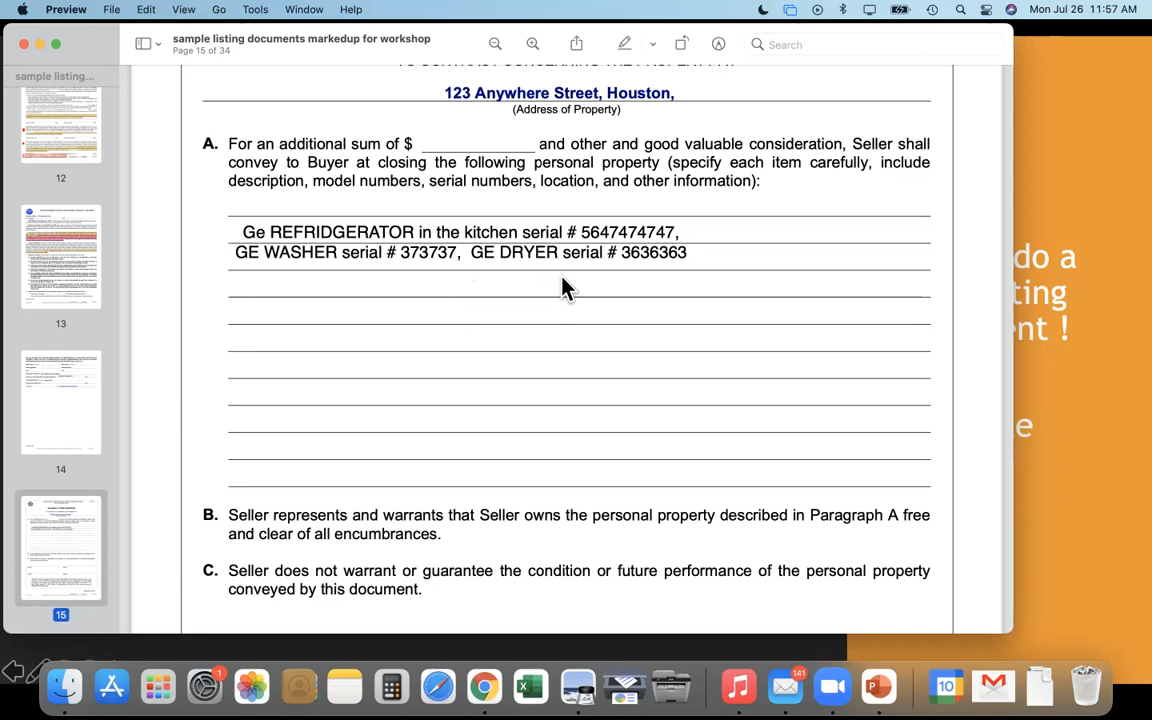 Preview File Edit View Go Tools Window Help Mon Jul 26 11:57 AM
sample listing documents markedup for workshop
Page 15 of 34
Search
sample listing...
12
13
14
15
123 Anywhere Street, Houston,
(Address of Property)
A. For an additional sum of $ and other and good valuable consideration, Seller shall
convey to Buyer at closing the following personal property (specify each item carefully, include
description, model numbers, serial numbers, location, and other information):
Ge REFRIDGERATOR in the kitchen serial # 5647474747,
GE WASHER serial # 373737, GE DRYER serial # 3636363
B. Seller represents and warrants that Seller owns the personal property described in Paragraph A free
and clear of all encumbrances.
C. Seller does not warrant or guarantee the condition or future performance of the personal property
conveyed by this document.
do a
ting
nt !
e
1
141
10